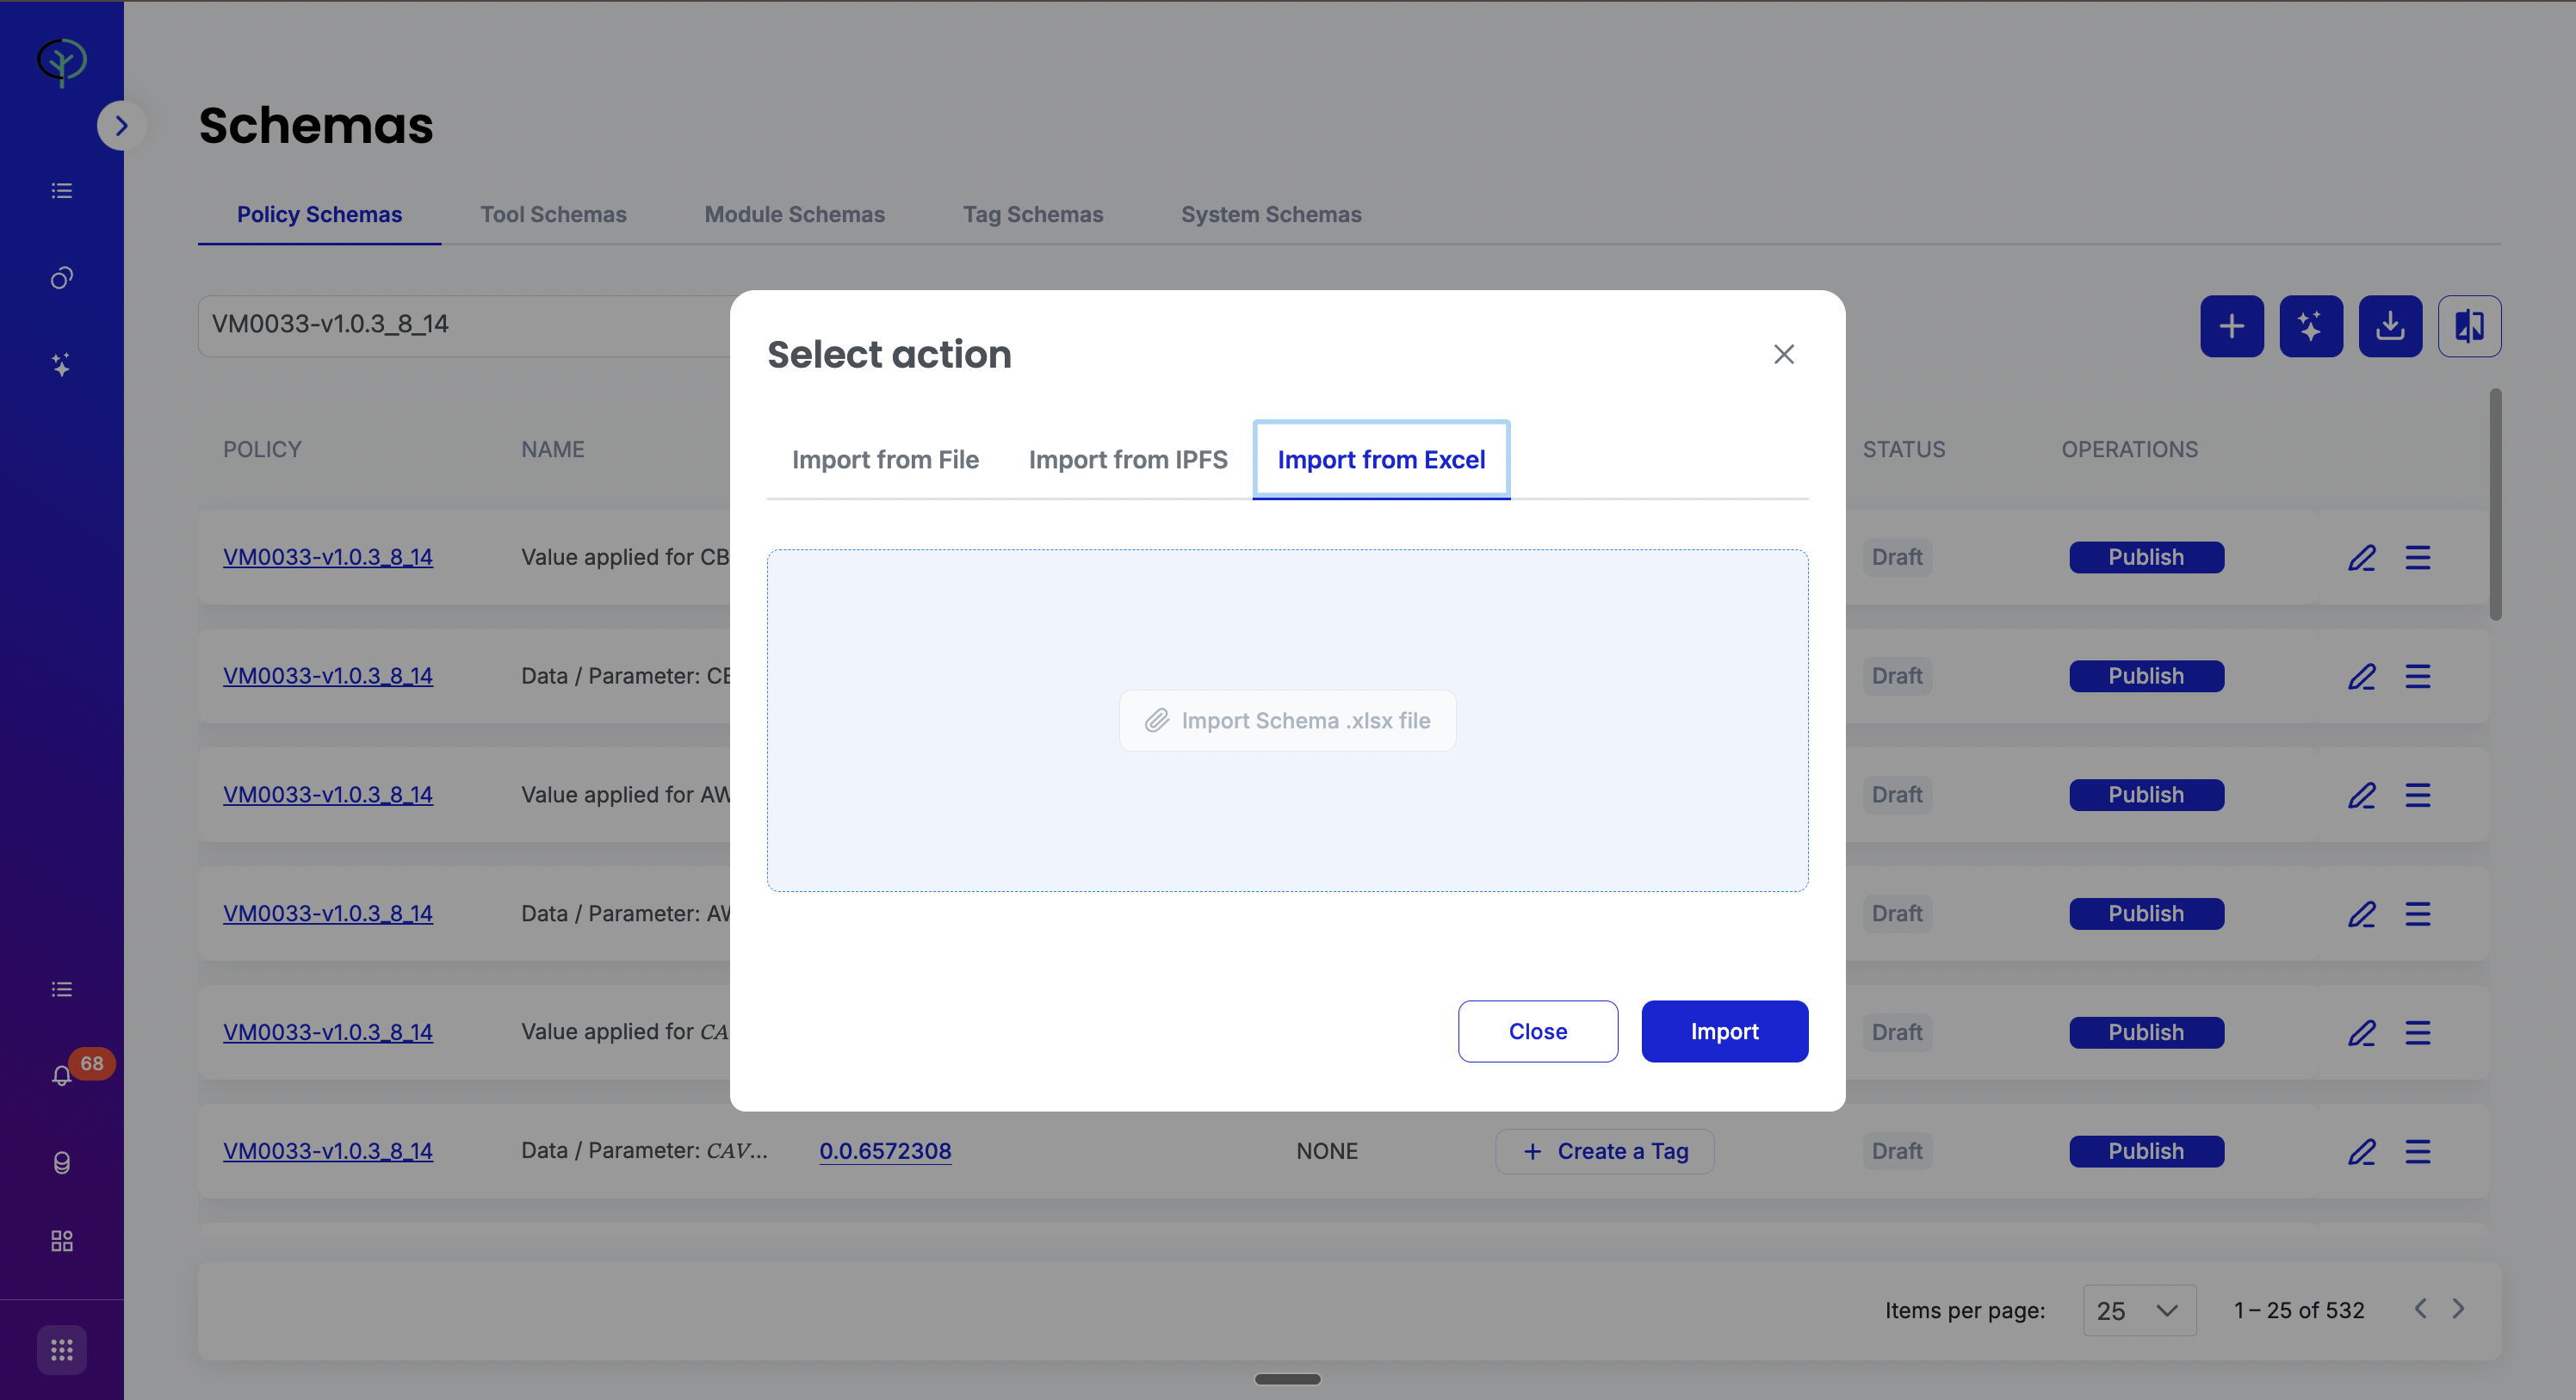 Schemas
Policy Schemas Tool Schemas Module Schemas Tag Schemas System Schemas
VM0033-v1.0.3_8_14
Select action
Import from File Import from IPFS Import from Excel
POLICY NAME STATUS OPERATIONS
VM0033-v1.0.3_8_14 Value applied for CB Draft Publish
VM0033-v1.0.3_8_14 Data / Parameter: Draft Publish
Import Schema .xlsx file
VM0033-v1.0.3_8_14 Value applied for AW Draft Publish
VM0033-v1.0.3_8_14 Data / Parameter: Draft Publish
VM0033-v1.0.3_8_14 Value applied for CA Draft Publish
Close Import
68
VM0033-v1.0.3_8_14 Data / Parameter: CAV... 0.0.6572308 NONE Create a Tag Draft Publish
Items per page: 25 1 – 25 of 532